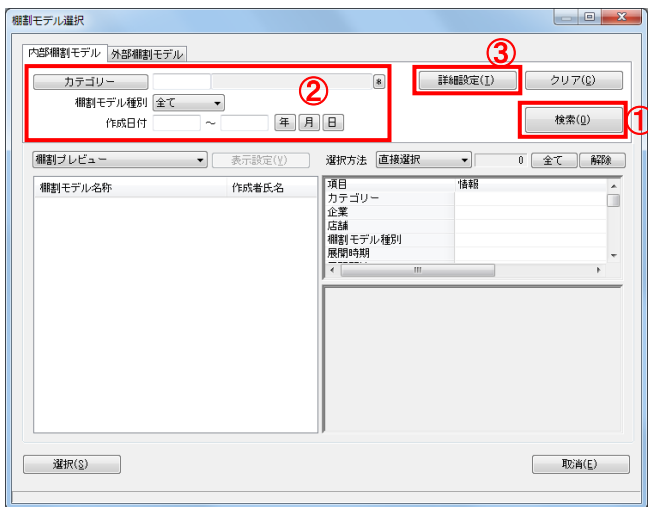 棚割モデル選択
内部棚割モデル 外部棚割モデル
③
カテゴリー * 詳細設定(I) クリア(C)
②
棚割モデル種別 全て
作成日付 ～ 年 月 日 検索(Q) ①
棚割プレビュー 表示設定(V) 選択方法 直接選択 0 全て 解除
棚割モデル名称 作成者氏名 項目 情報
カテゴリー
企業
店舗
棚割モデル種別
展開時期
選択(S) 取消(E)